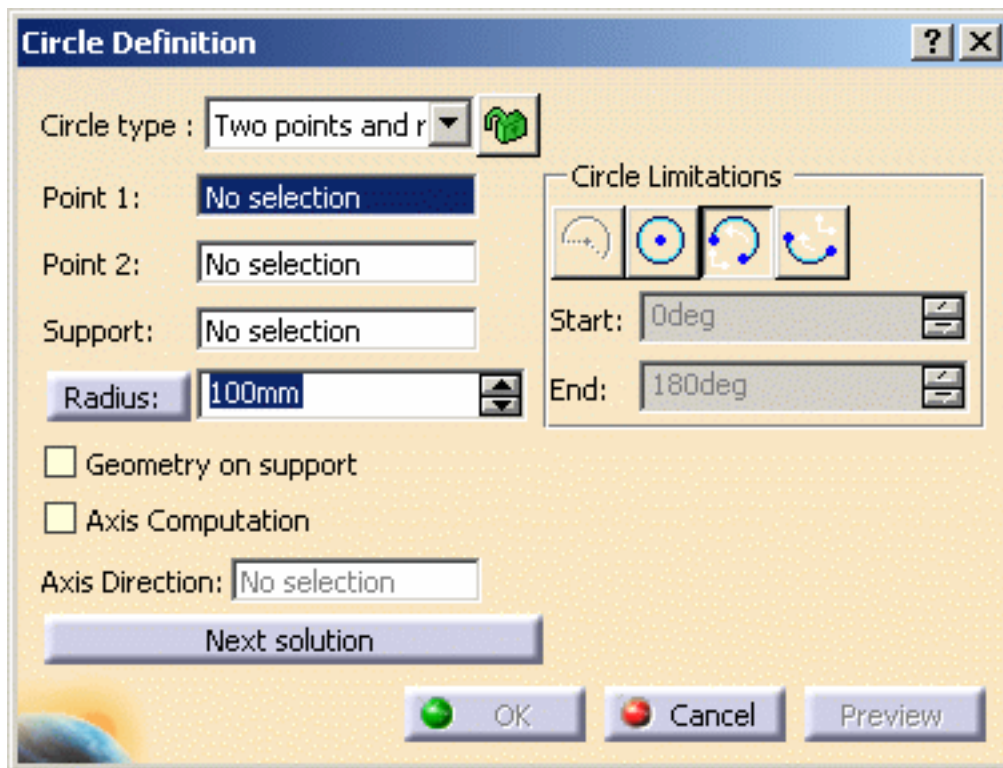 Circle Definition
?
Circle type : Two points and r
Point 1: No selection
Point 2: No selection
Support: No selection
Radius: 100mm
Circle Limitations
Start: 0deg
End: 180deg
Geometry on support
Axis Computation
Axis Direction: No selection
Next solution
OK Cancel Preview